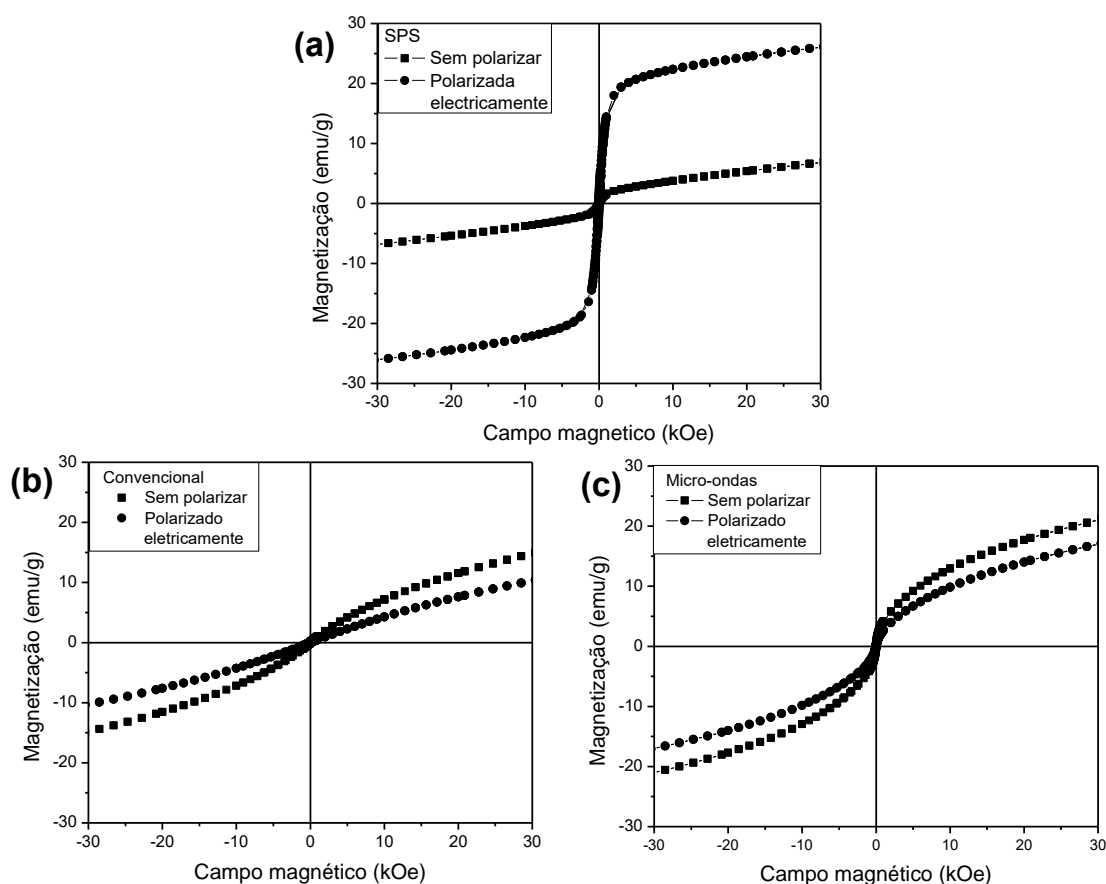 (a)
SPS
Sem polarizar
Polarizada
electricamente
Magnetização (emu/g)
30
20
10
0
-10
-20
-30
-30 -20 -10 0 10 20 30
Campo magnetico (kOe)
(b)
Convencional
Sem polarizar
Polarizado
eletricamente
Magnetização (emu/g)
30
20
10
0
-10
-20
-30
-30 -20 -10 0 10 20 30
Campo magnético (kOe)
(c)
Micro-ondas
Sem polarizar
Polarizado
eletricamente
Magnetização (emu/g)
30
20
10
0
-10
-20
-30
-30 -20 -10 0 10 20 30
Campo magnético (kOe)